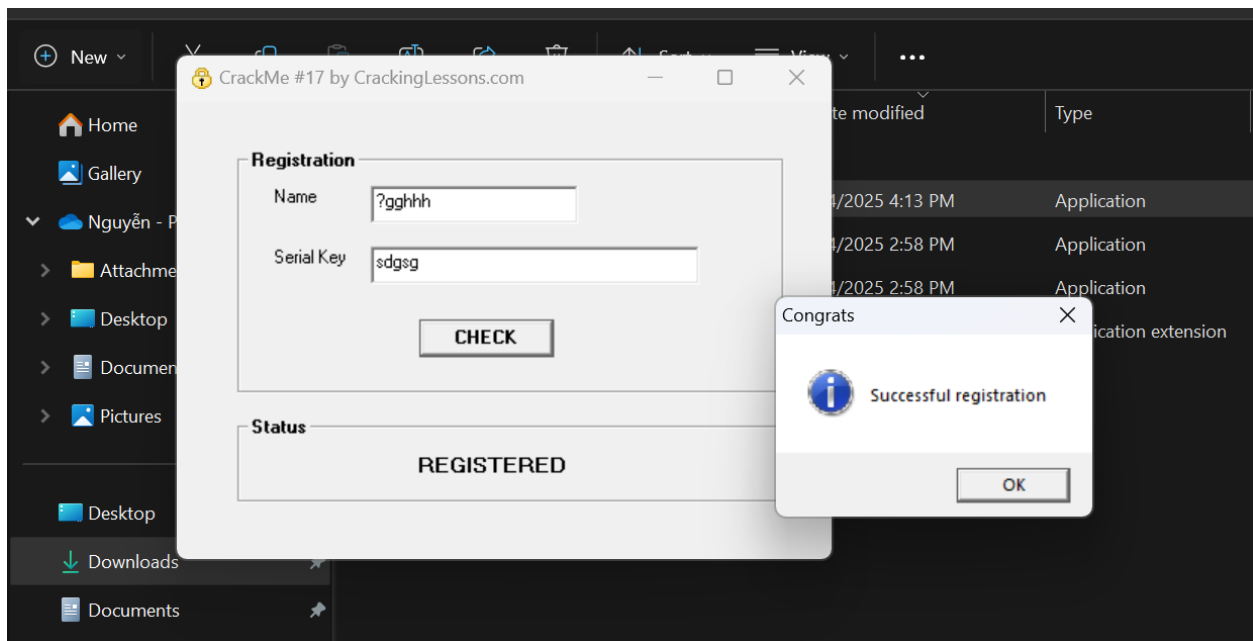 New
Sort
View
...
CrackMe #17 by CrackingLessons.com
te modified
Type
Home
Gallery
Nguyễn - P
Attachme
Desktop
Documen
Pictures
Desktop
Downloads
Documents
Registration
Name
?gghhh
Serial Key
sdgsg
CHECK
Status
REGISTERED
4/2025 4:13 PM Application
4/2025 2:58 PM Application
4/2025 2:58 PM Application
ication extension
Congrats
Successful registration
OK